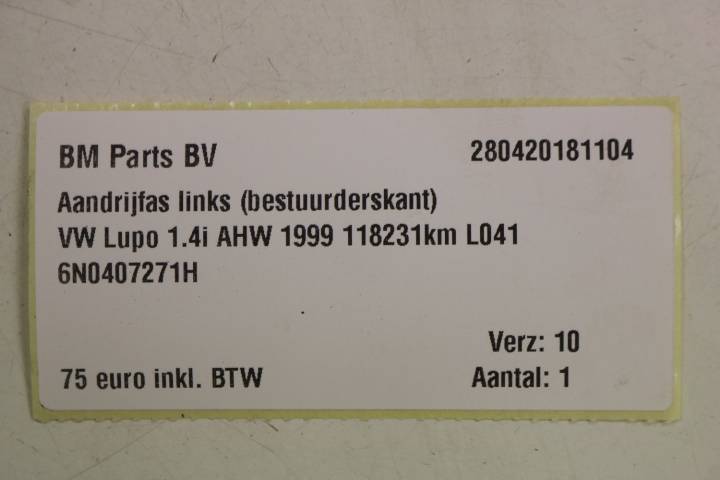 BM Parts BV 280420181104
Aandrijfas links (bestuurderskant)
VW Lupo 1.4i AHW 1999 118231km L041
6N0407271H
Verz: 10
75 euro inkl. BTW Aantal: 1